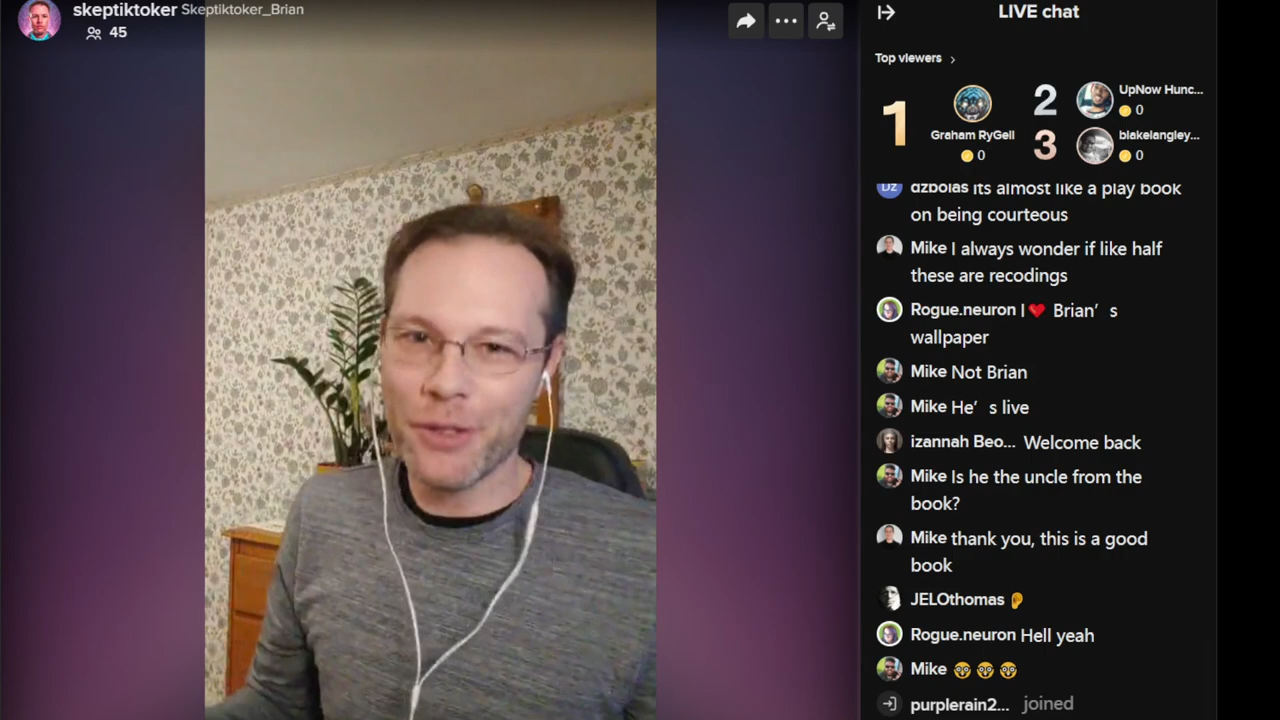 skeptiktoker Skeptiktoker_Brian
45
LIVE chat
Top viewers
1
Graham RyGell
0
2
UpNow Hunc...
0
3
blakelangley...
0
Dz dzbolas Its almost like a play book
on being courteous
Mike I always wonder if like half
these are recodings
Rogue.neuron I ❤️ Brian's
wallpaper
Mike Not Brian
Mike He's live
izannah Beo... Welcome back
Mike Is he the uncle from the
book?
Mike thank you, this is a good
book
JELOthomas 👂
Rogue.neuron Hell yeah
Mike 🤓🤓🤓
purplerain2... joined